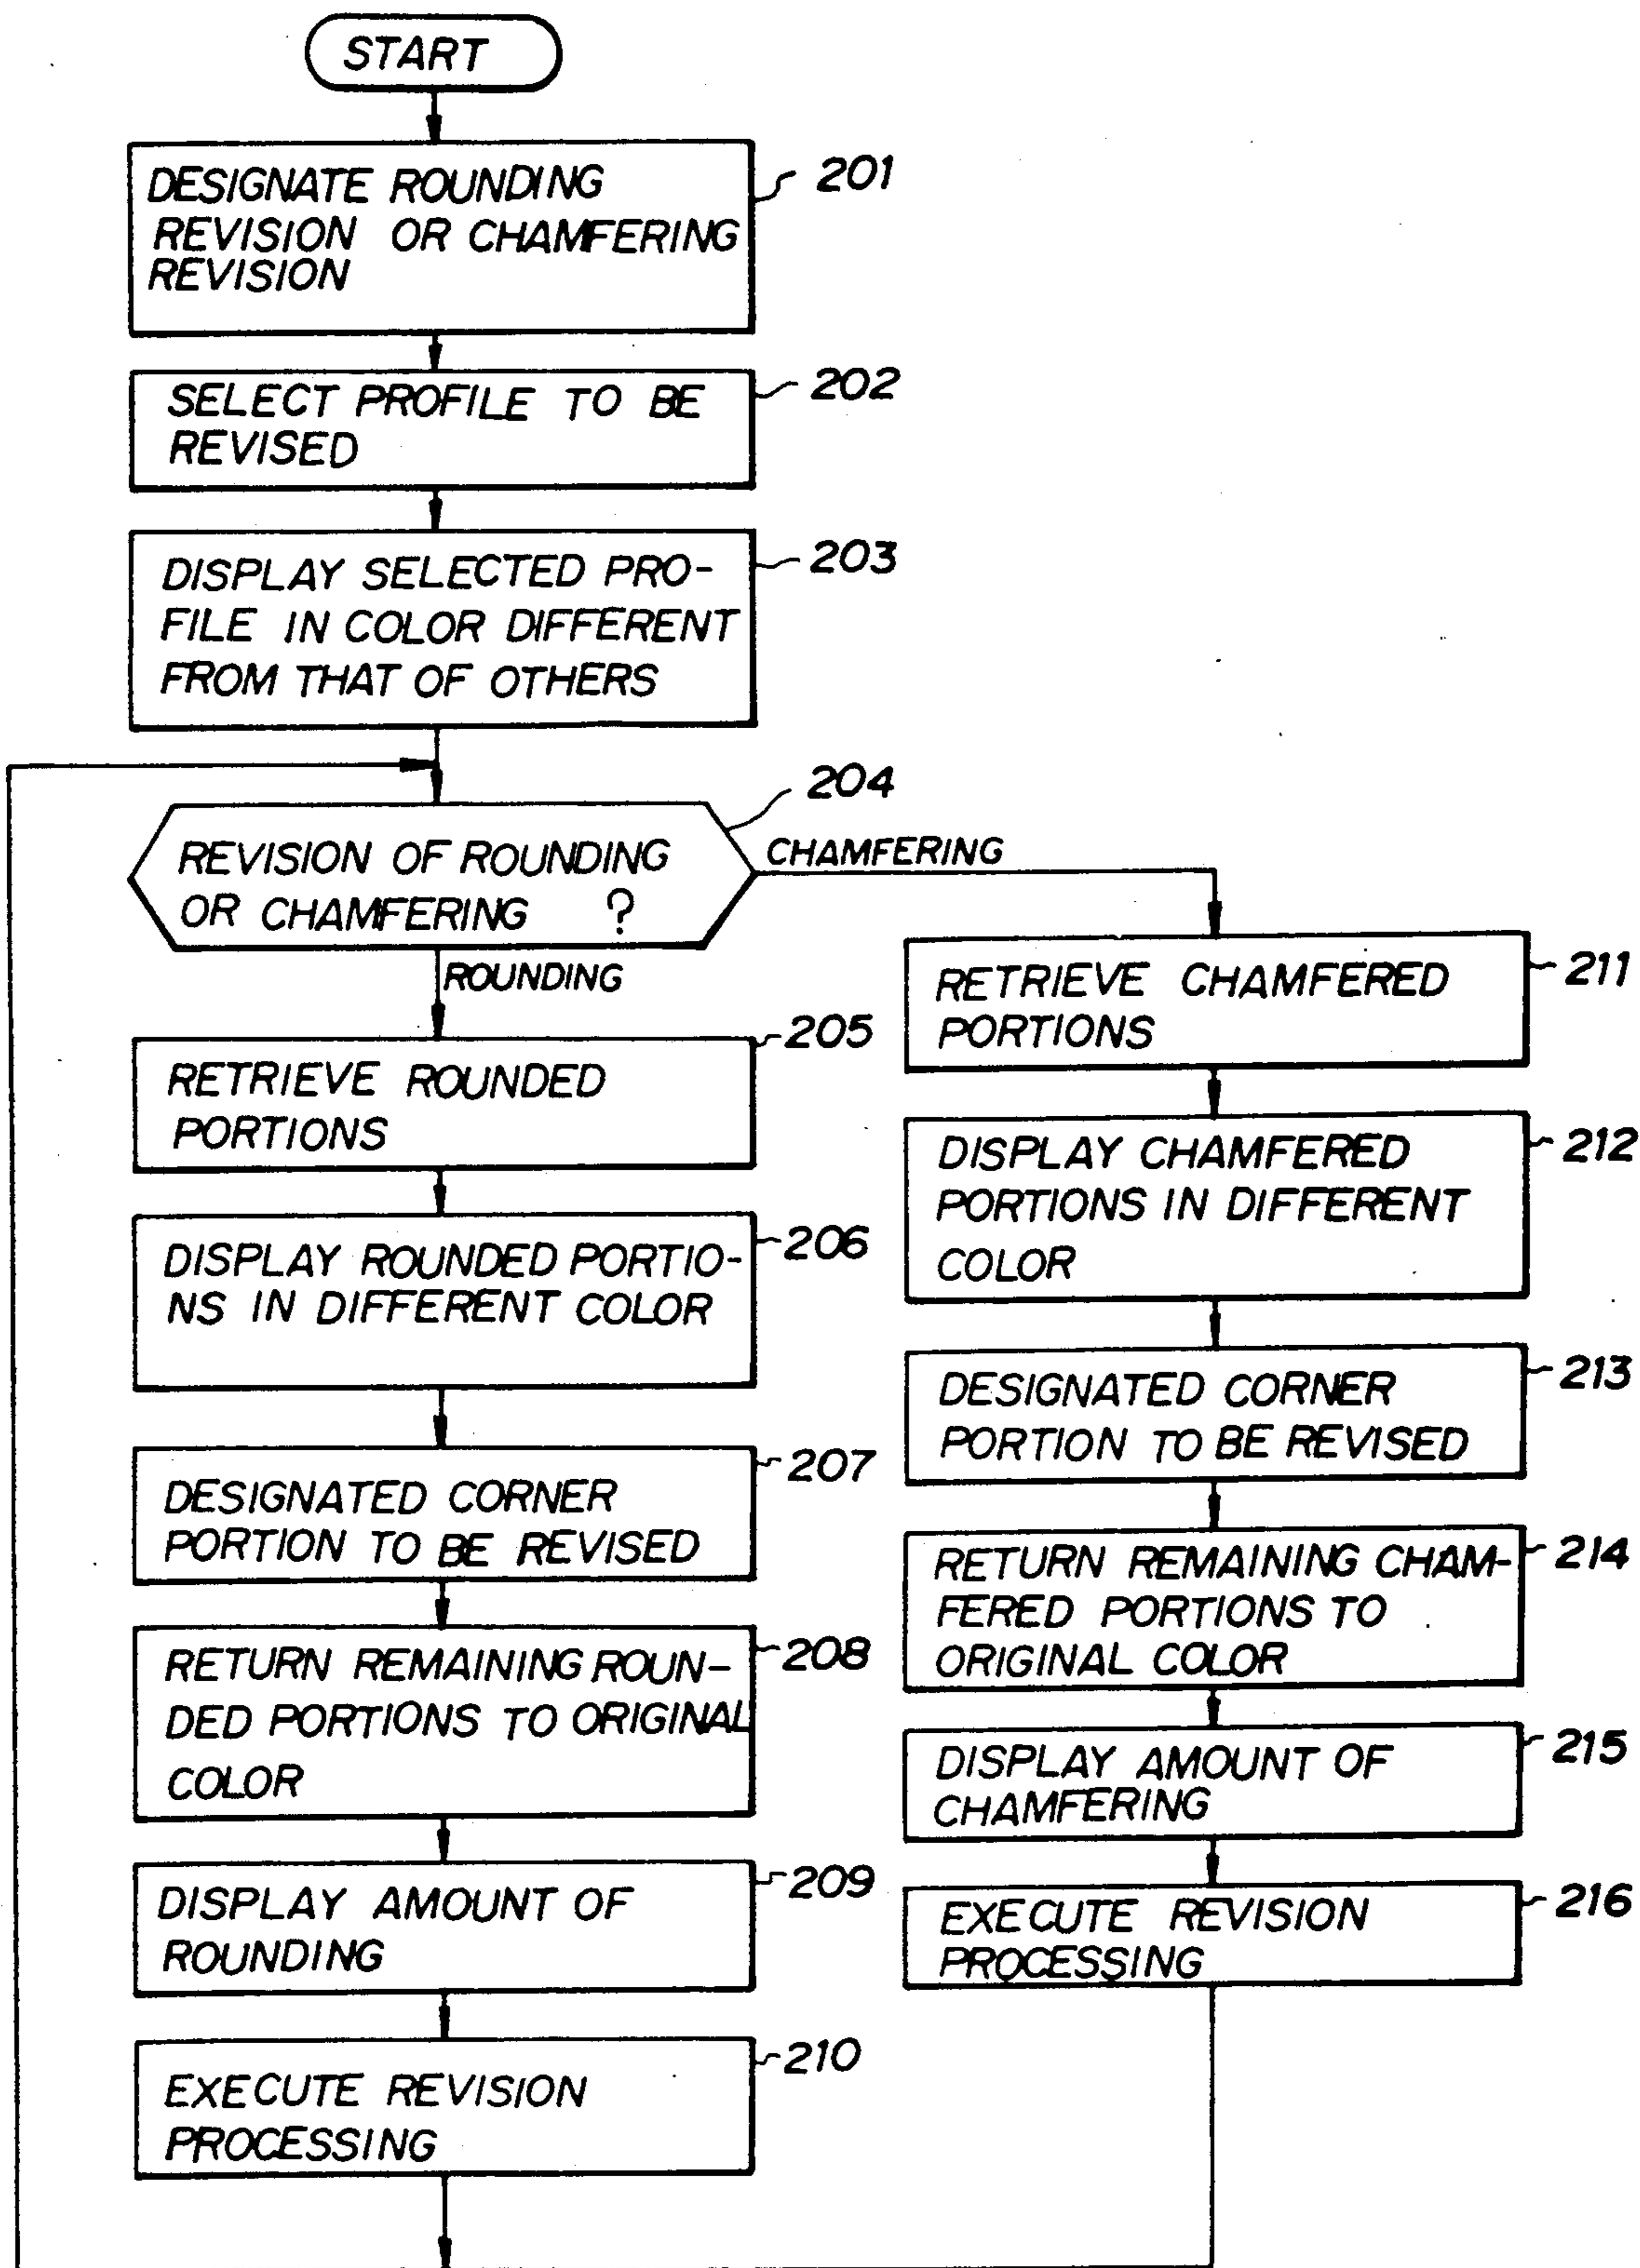 START
DESIGNATE ROUNDING
REVISION OR CHAMFERING
REVISION
201
SELECT PROFILE TO BE
REVISED
202
DISPLAY SELECTED PRO-
FILE IN COLOR DIFFERENT
FROM THAT OF OTHERS
203
REVISION OF ROUNDING
OR CHAMFERING ?
204
CHAMFERING
ROUNDING
RETRIEVE ROUNDED
PORTIONS
205
DISPLAY ROUNDED PORTIO-
NS IN DIFFERENT COLOR
206
DESIGNATED CORNER
PORTION TO BE REVISED
207
RETURN REMAINING ROUN-
DED PORTIONS TO ORIGINAL
COLOR
208
DISPLAY AMOUNT OF
ROUNDING
209
EXECUTE REVISION
PROCESSING
210
RETRIEVE CHAMFERED
PORTIONS
211
DISPLAY CHAMFERED
PORTIONS IN DIFFERENT
COLOR
212
DESIGNATED CORNER
PORTION TO BE REVISED
213
RETURN REMAINING CHAM-
FERED PORTIONS TO
ORIGINAL COLOR
214
DISPLAY AMOUNT OF
CHAMFERING
215
EXECUTE REVISION
PROCESSING
216